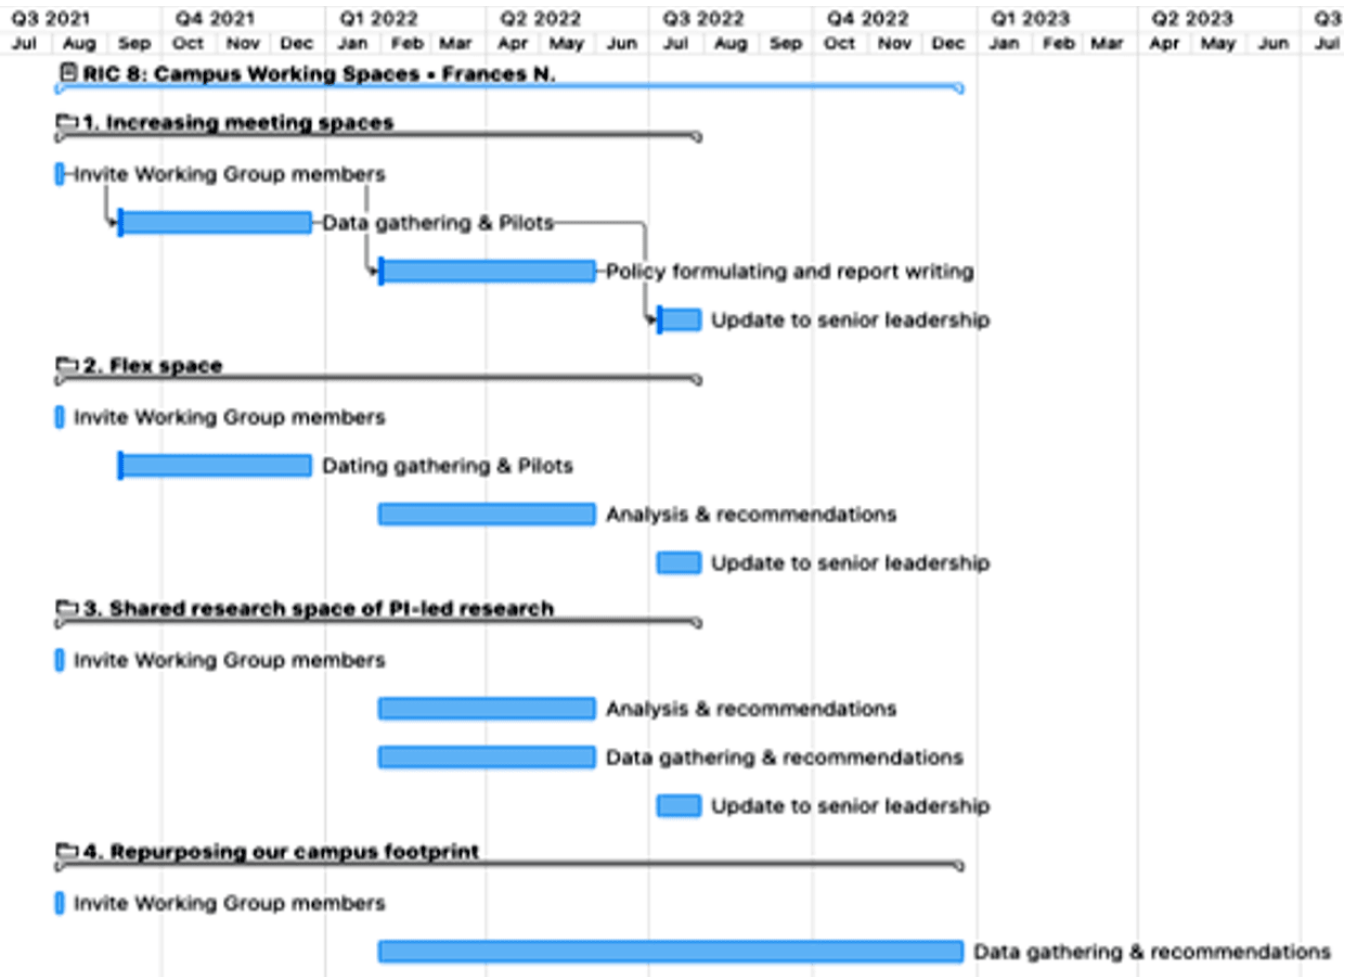 Q3 2021 Q4 2021 Q1 2022 Q2 2022 Q3 2022 Q4 2022 Q1 2023 Q2 2023 Q3
Jul Aug Sep Oct Nov Dec Jan Feb Mar Apr May Jun Jul Aug Sep Oct Nov Dec Jan Feb Mar Apr May Jun Jul
RIC 8: Campus Working Spaces • Frances N.
1. Increasing meeting spaces
Invite Working Group members
Data gathering & Pilots
Policy formulating and report writing
Update to senior leadership
2. Flex space
Invite Working Group members
Dating gathering & Pilots
Analysis & recommendations
Update to senior leadership
3. Shared research space of PI-led research
Invite Working Group members
Analysis & recommendations
Data gathering & recommendations
Update to senior leadership
4. Repurposing our campus footprint
Invite Working Group members
Data gathering & recommendations